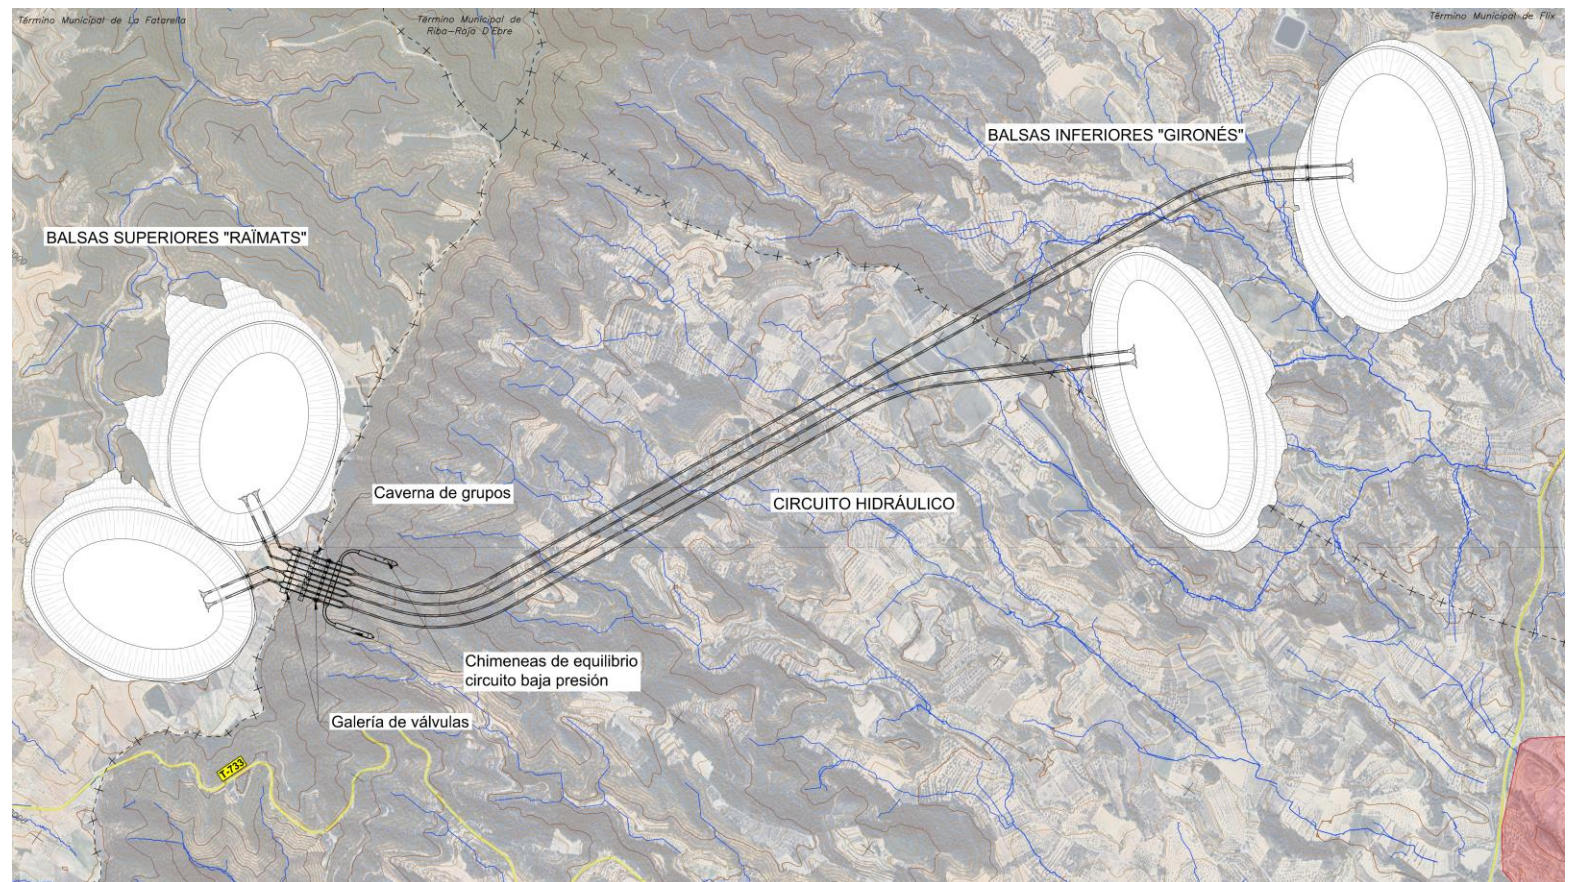 Término Municipal de La Fatarella
Término Municipal de
Riba-Roja D'Ebre
Término Municipal de Flix
BALSAS INFERIORES "GIRONÉS"
BALSAS SUPERIORES "RAÏMATS"
Caverna de grupos
CIRCUITO HIDRÁULICO
Chimeneas de equilibrio
circuito baja presión
Galería de válvulas
T-733